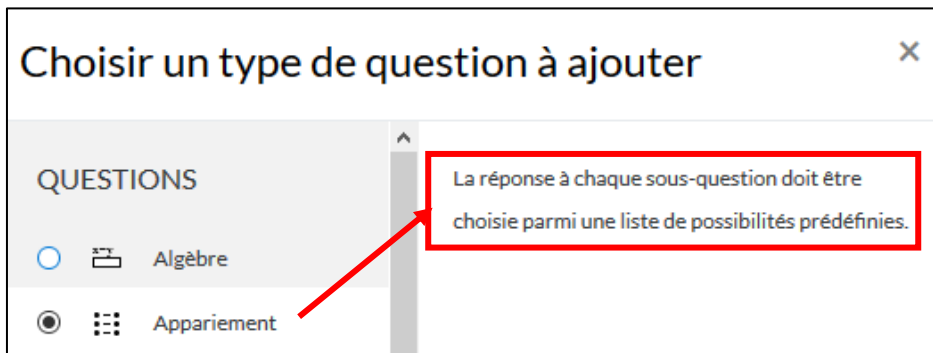 Choisir un type de question à ajouter
QUESTIONS
La réponse à chaque sous-question doit être
choisie parmi une liste de possibilités prédéfinies.
Algèbre
Appariement